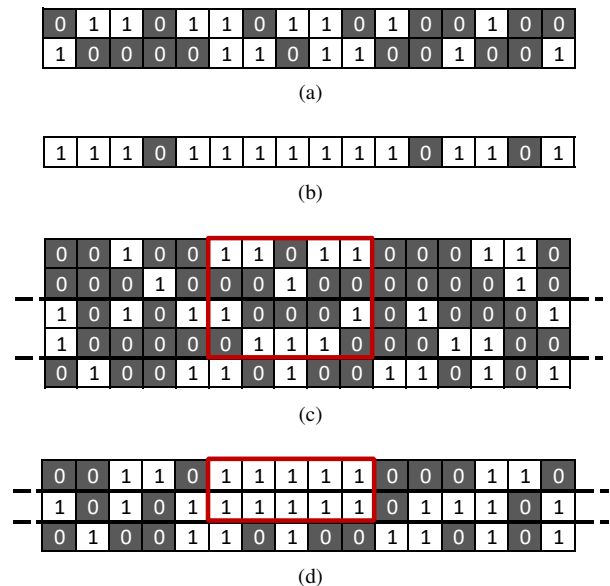 0 1 1 0 1 1 0 1 1 0 1 0 0 1 0 0
1 0 0 0 0 1 1 0 1 1 0 0 1 0 0 1
(a)
1 1 1 0 1 1 1 1 1 1 1 0 1 1 0 1
(b)
0 0 1 0 0 1 1 0 1 1 0 0 0 1 1 0
0 0 0 1 0 0 0 1 0 0 0 0 0 0 1 0
1 0 1 0 1 1 0 0 0 1 0 1 0 0 0 1
1 0 0 0 0 0 1 1 1 0 0 0 1 1 0 0
0 1 0 0 1 1 0 1 0 0 1 1 0 1 0 1
(c)
0 0 1 1 0 1 1 1 1 1 0 0 0 1 1 0
1 0 1 0 1 1 1 1 1 1 0 1 1 1 0 1
0 1 0 0 1 1 0 1 0 0 1 1 0 1 0 1
(d)